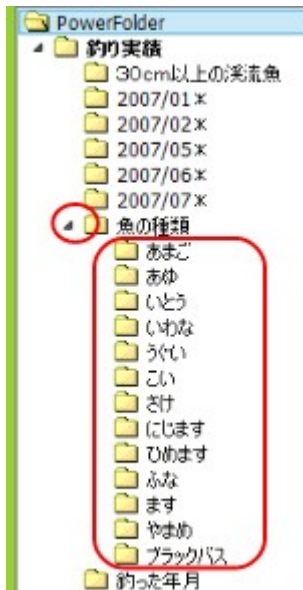 PowerFolder
釣り実績
30cm以上の渓流魚
2007/01*
2007/02*
2007/05*
2007/06*
2007/07*
魚の種類
あまご
あゆ
いとう
いわな
うぐい
こい
さけ
にじます
ひめます
ふな
ます
やまめ
ブラックバス
釣った年月